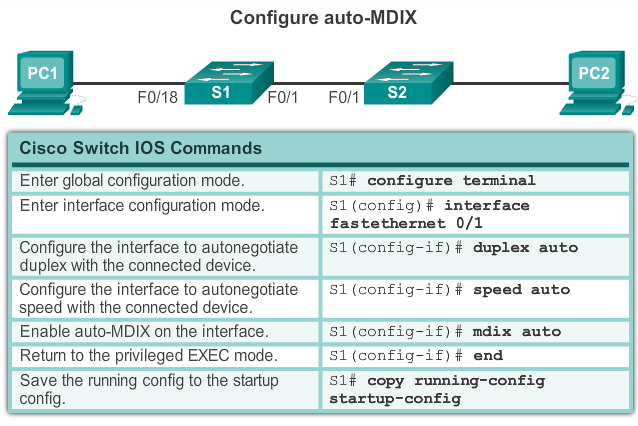 Configure auto-MDIX
PC1
S1
S2
PC2
F0/18
F0/1
F0/1
Cisco Switch IOS Commands
Enter global configuration mode.
S1# configure terminal
Enter interface configuration mode.
S1(config)# interface
fastethernet 0/1
Configure the interface to autonegotiate
duplex with the connected device.
S1(config-if)# duplex auto
Configure the interface to autonegotiate
speed with the connected device.
S1(config-if)# speed auto
Enable auto-MDIX on the interface.
S1(config-if)# mdix auto
Return to the privileged EXEC mode.
S1(config-if)# end
Save the running config to the startup
config.
S1# copy running-config
startup-config